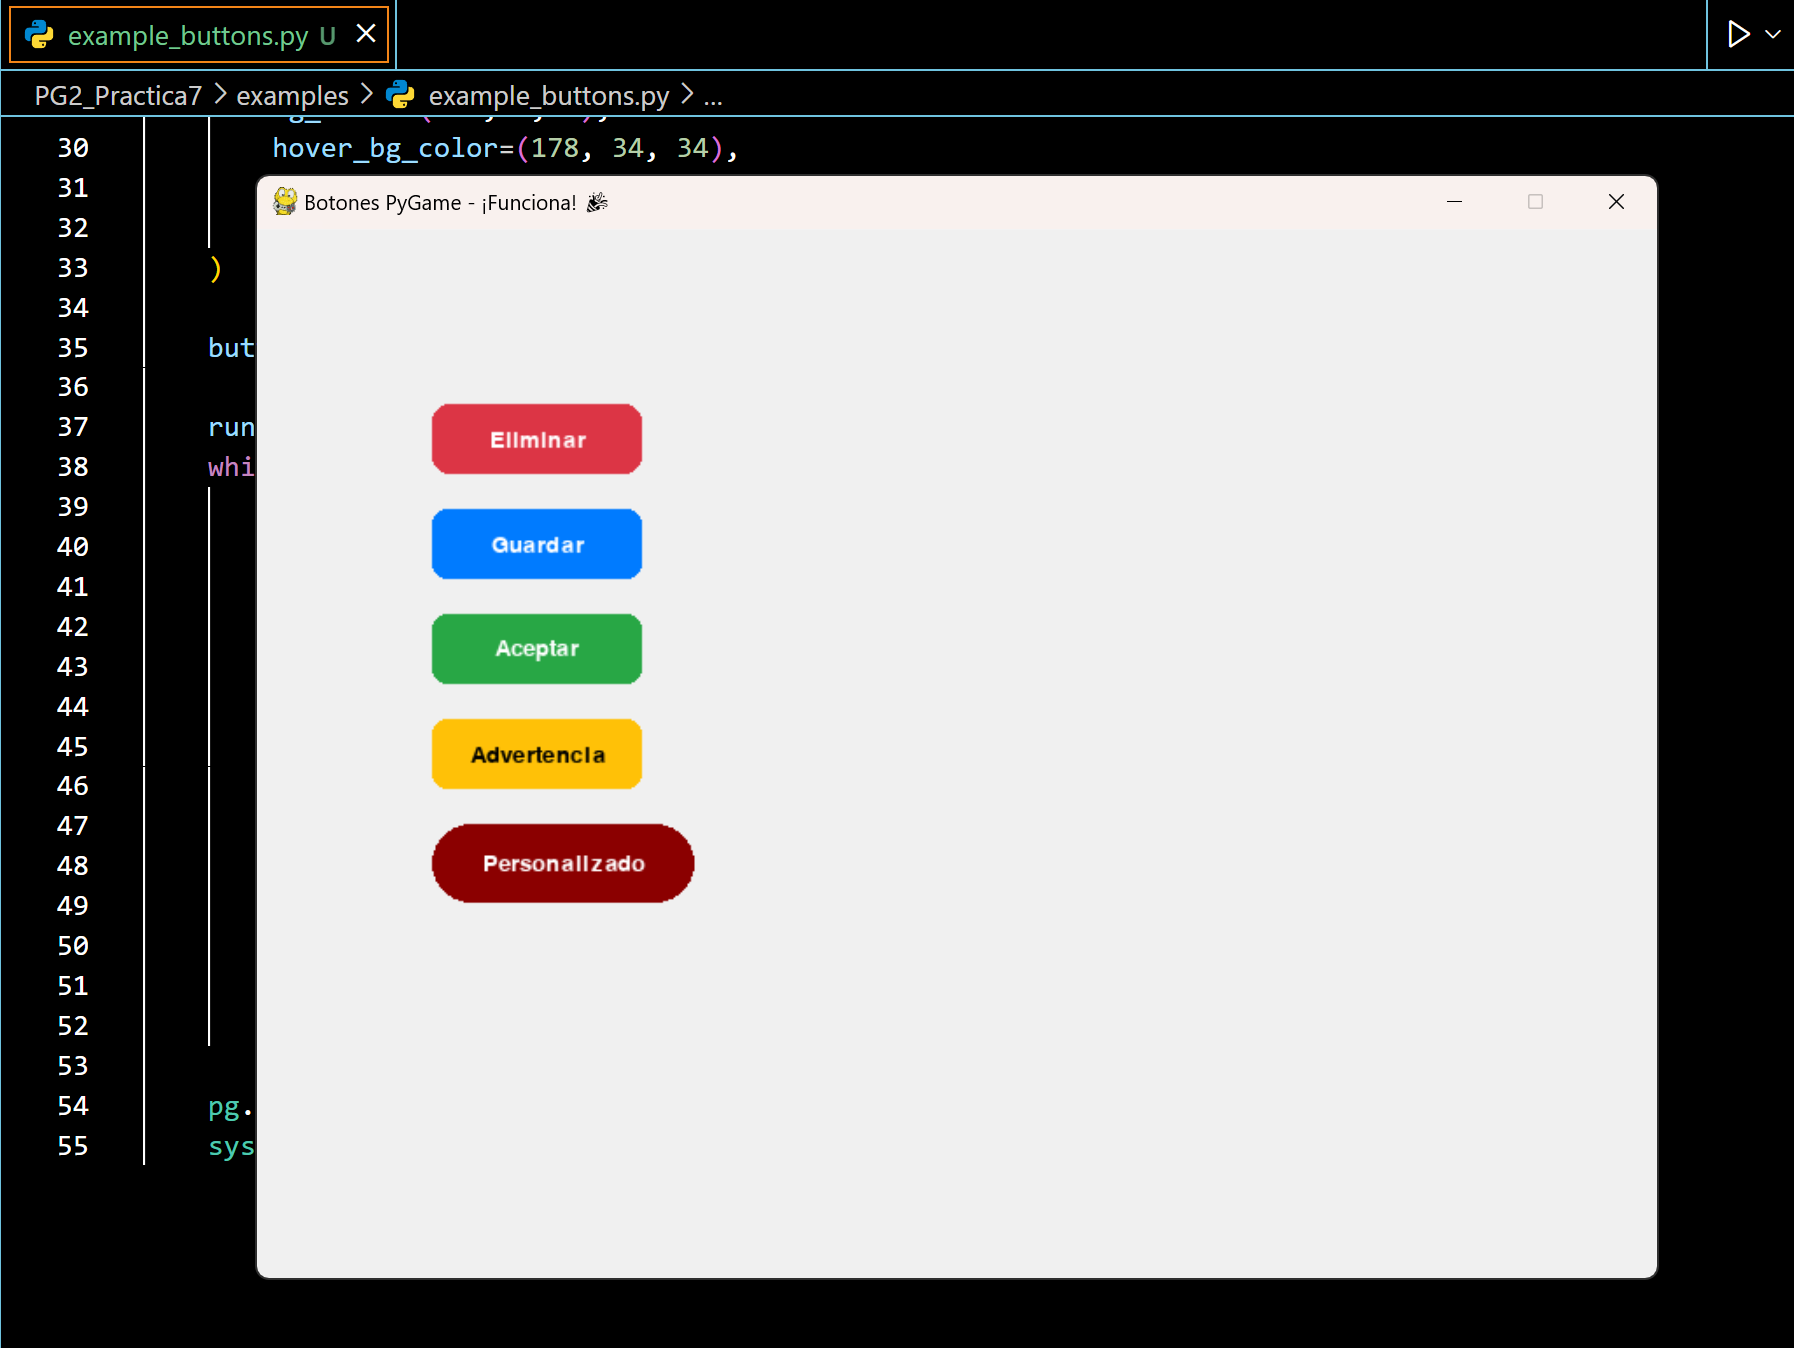 example_buttons.py U
PG2_Practica7 > examples > example_buttons.py > ...
30 hover_bg_color=(178, 34, 34),
31
32
33 )
34
35 but
36
37 run
38 whi
39
40
41
42
43
44
45
46
47
48
49
50
51
52
53
54 pg.
55 sys
Botones PyGame - ¡Funciona! 🎉
Eliminar
Guardar
Aceptar
Advertencia
Personalizado